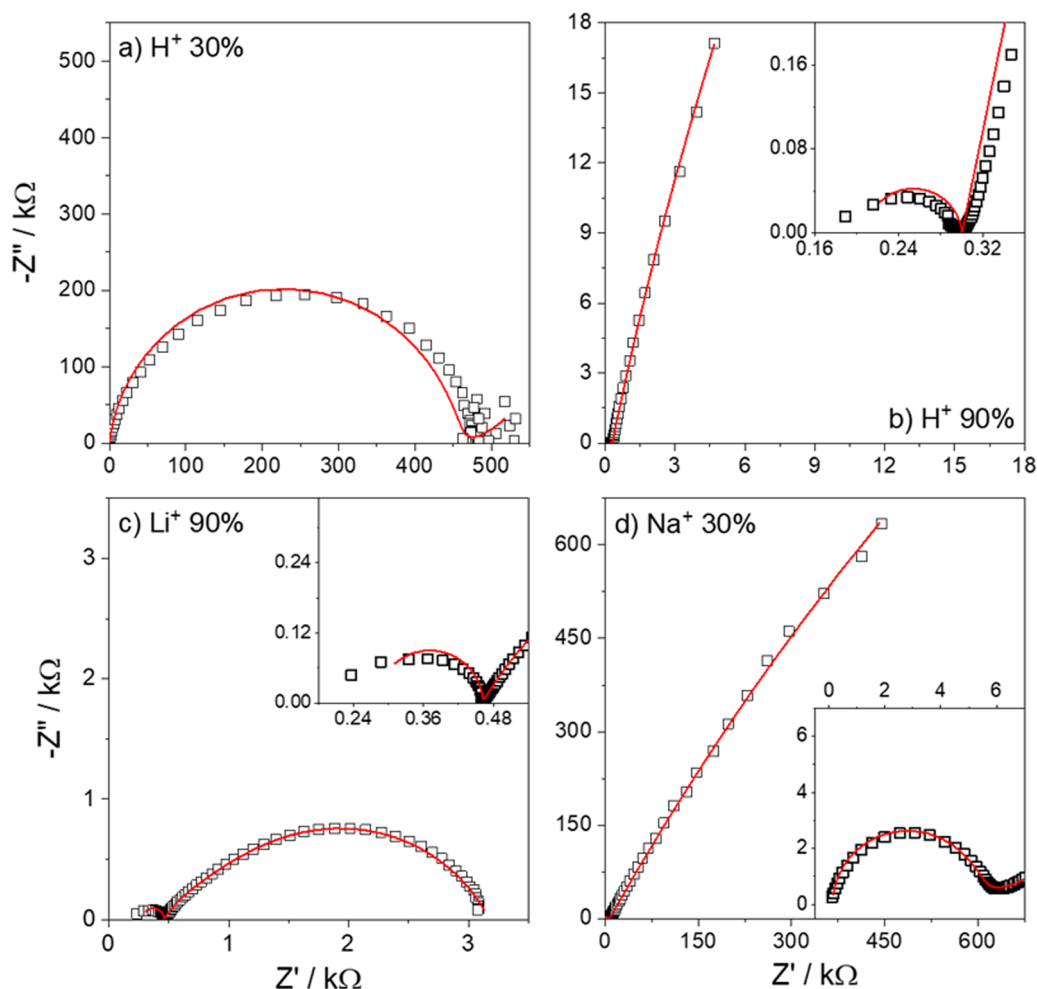 a) H⁺ 30%
500
400
300
200
100
0
0 100 200 300 400 500
-Z" / kΩ
18
15
12
9
6
3
0
0 3 6 9 12 15 18
b) H⁺ 90%
0.16
0.08
0.00
0.16 0.24 0.32
c) Li⁺ 90%
3
2
1
0
0 1 2 3
-Z" / kΩ
Z' / kΩ
0.24
0.12
0.00
0.24 0.36 0.48
d) Na⁺ 30%
600
450
300
150
0
0 150 300 450 600
Z' / kΩ
0 2 4 6
6
4
2
0